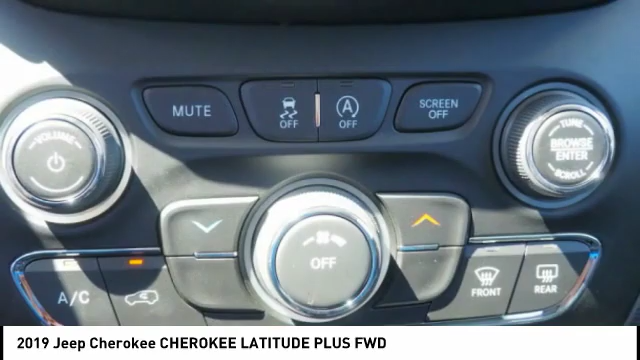 MUTE
OFF
OFF
SCREEN
OFF
VOLUME
TUNE
BROWSE
ENTER
SCROLL
OFF
A/C
FRONT
REAR
2019 Jeep Cherokee CHEROKEE LATITUDE PLUS FWD